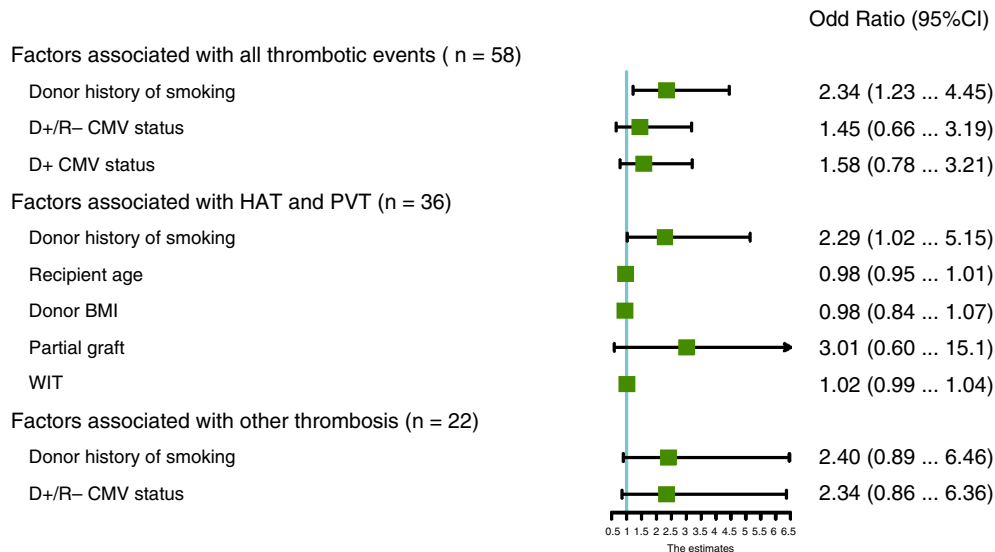 Odd Ratio (95%CI)
Factors associated with all thrombotic events ( n = 58)
Donor history of smoking 2.34 (1.23 ... 4.45)
D+/R– CMV status 1.45 (0.66 ... 3.19)
D+ CMV status 1.58 (0.78 ... 3.21)
Factors associated with HAT and PVT (n = 36)
Donor history of smoking 2.29 (1.02 ... 5.15)
Recipient age 0.98 (0.95 ... 1.01)
Donor BMI 0.98 (0.84 ... 1.07)
Partial graft 3.01 (0.60 ... 15.1)
WIT 1.02 (0.99 ... 1.04)
Factors associated with other thrombosis (n = 22)
Donor history of smoking 2.40 (0.89 ... 6.46)
D+/R– CMV status 2.34 (0.86 ... 6.36)
0.5 1 1.5 2 2.5 3 3.5 4 4.5 5 5.5 6 6.5
The estimates